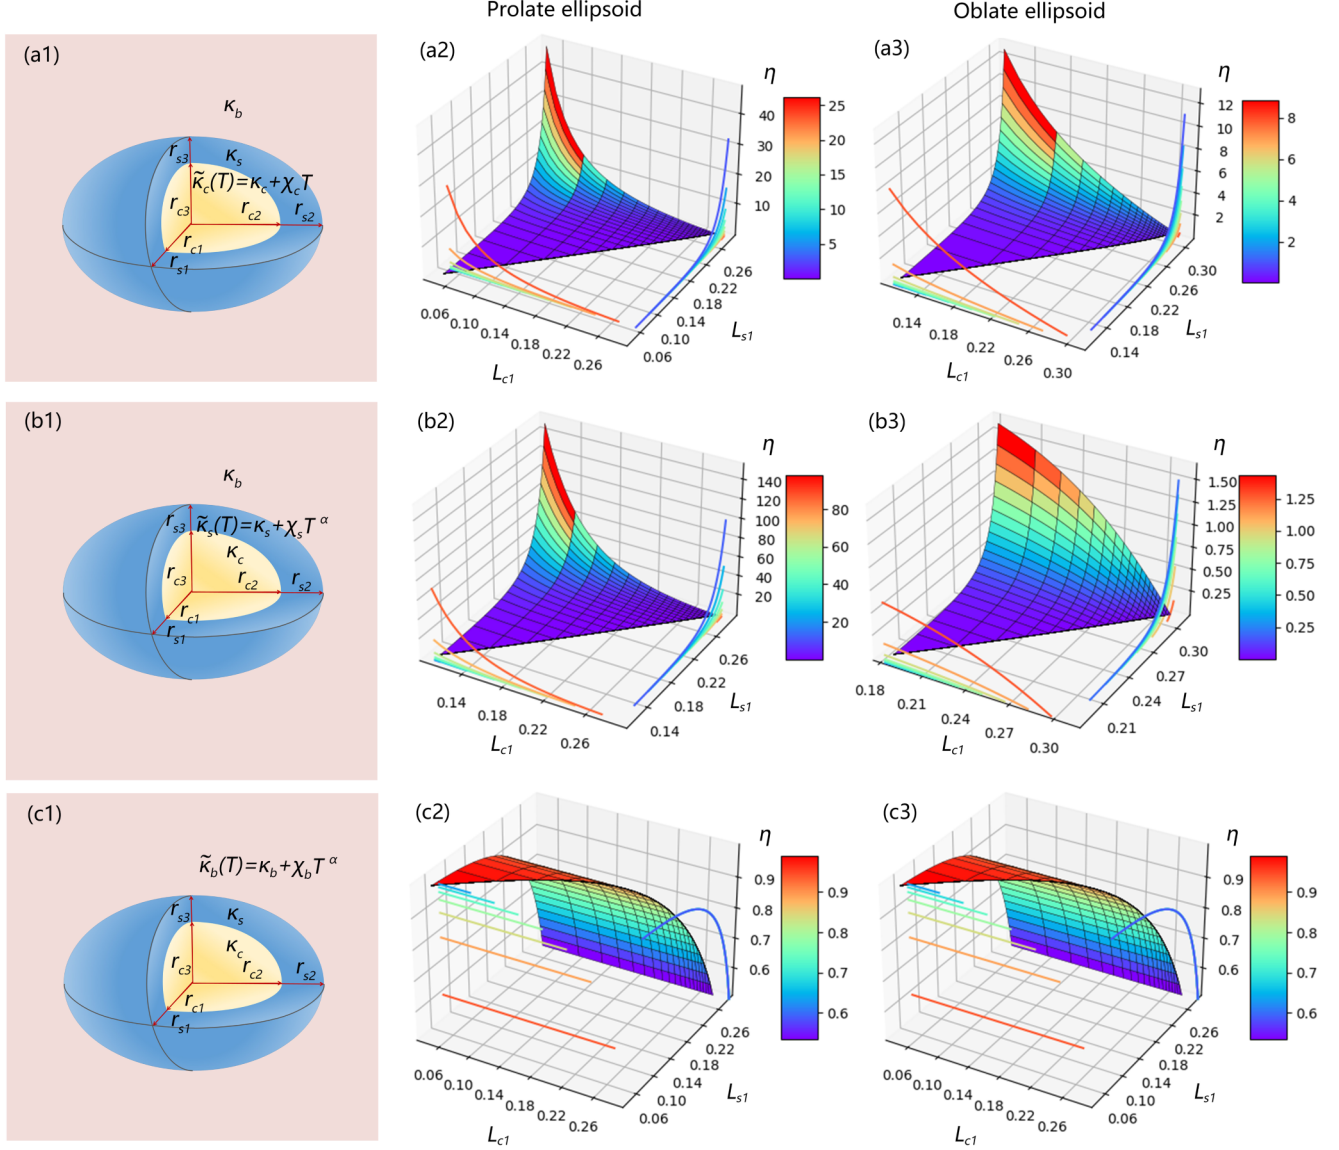 Prolate ellipsoid
Oblate ellipsoid
(a1)
κb
rs3
κs
κ̃c(T)=κc+χcT
rc3
rc2
rs2
rc1
rs1
(a2)
η
40
30
20
10
25
20
15
10
5
0.06
0.10
0.14
0.18
0.22
0.26
Lc1
0.06
0.10
0.14
0.18
0.22
0.26
Ls1
(a3)
η
12
10
8
6
4
2
8
6
4
2
0.14
0.18
0.22
0.26
0.30
Lc1
0.14
0.18
0.22
0.26
0.30
Ls1
(b1)
κb
rs3
κ̃s(T)=κs+χsT α
κc
rc3
rc2
rs2
rc1
rs1
(b2)
η
140
120
100
80
60
40
20
80
60
40
20
0.14
0.18
0.22
0.26
Lc1
0.14
0.18
0.22
0.26
Ls1
(b3)
η
1.50
1.25
1.00
0.75
0.50
0.25
1.25
1.00
0.75
0.50
0.25
0.18
0.21
0.24
0.27
0.30
Lc1
0.21
0.24
0.27
0.30
Ls1
(c1)
κ̃b(T)=κb+χbT α
rs3
κs
κc
rc3
rc2
rs2
rc1
rs1
(c2)
η
0.9
0.8
0.7
0.6
0.9
0.8
0.7
0.6
0.06
0.10
0.14
0.18
0.22
0.26
Lc1
0.06
0.10
0.14
0.18
0.22
0.26
Ls1
(c3)
η
0.9
0.8
0.7
0.6
0.9
0.8
0.7
0.6
0.06
0.10
0.14
0.18
0.22
0.26
Lc1
0.06
0.10
0.14
0.18
0.22
0.26
Ls1